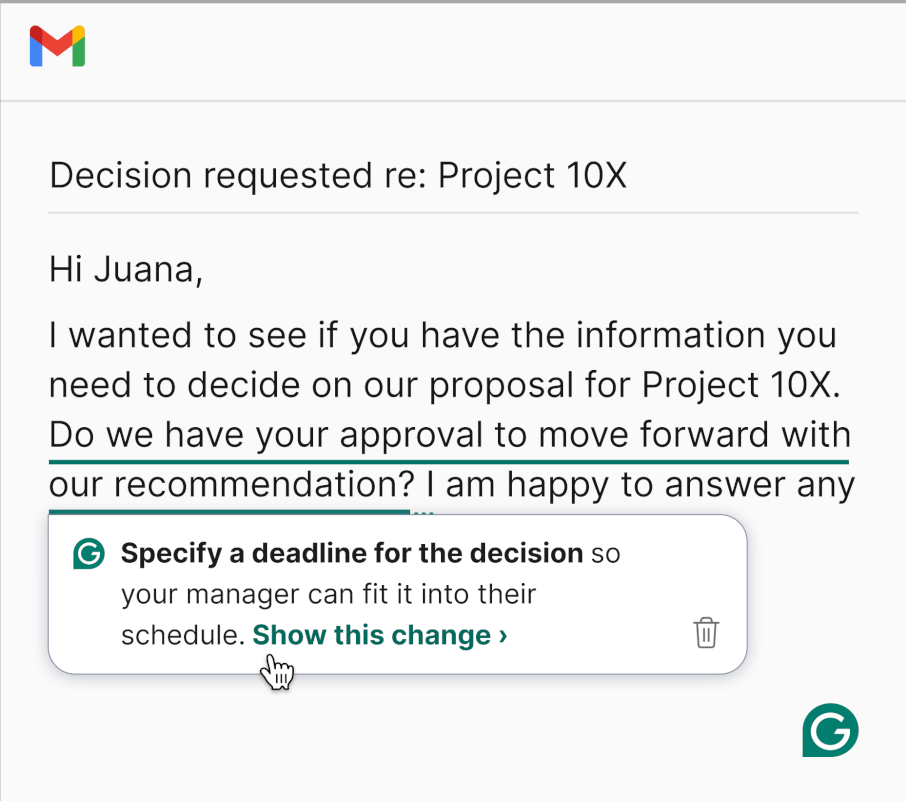 Decision requested re: Project 10X
Hi Juana,
I wanted to see if you have the information you
need to decide on our proposal for Project 10X.
Do we have your approval to move forward with
our recommendation? I am happy to answer any
Specify a deadline for the decision so
your manager can fit it into their
schedule. Show this change ›